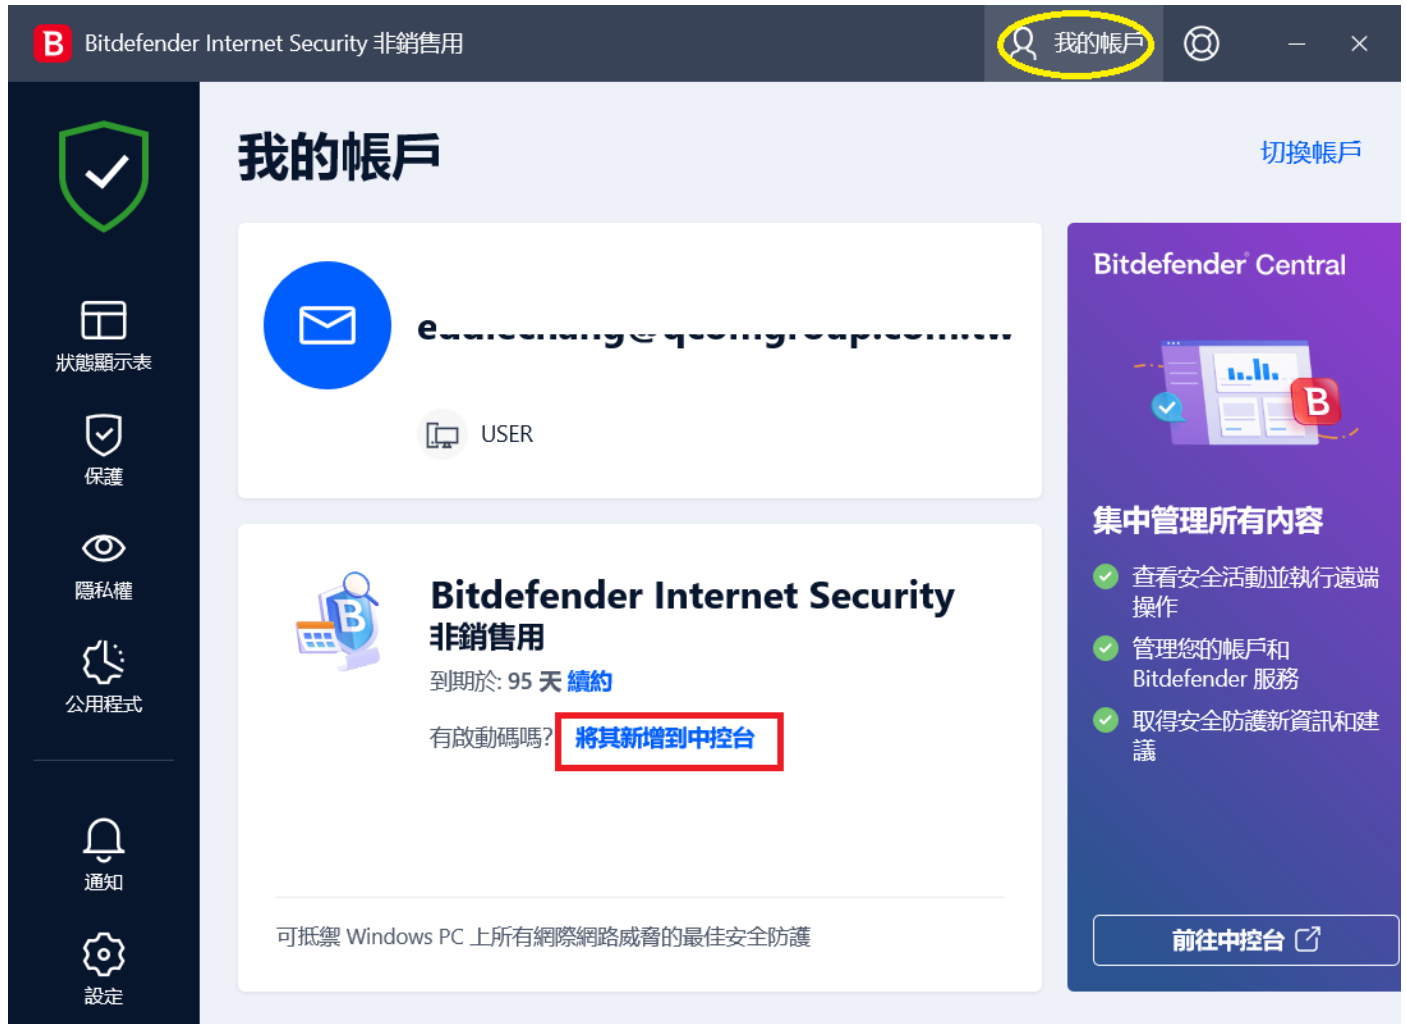 B Bitdefender Internet Security 非銷售用
我的帳戶
我的帳戶
切換帳戶
狀態顯示表
保護
隱私權
公用程式
通知
設定
USER
Bitdefender Internet Security
非銷售用
到期於: 95 天 續約
有啟動碼嗎? 將其新增到中控台
可抵禦 Windows PC 上所有網際網路威脅的最佳安全防護
Bitdefender Central
B
集中管理所有內容
查看安全活動並執行遠端
操作
管理您的帳戶和
Bitdefender 服務
取得安全防護新資訊和建
議
前往中控台